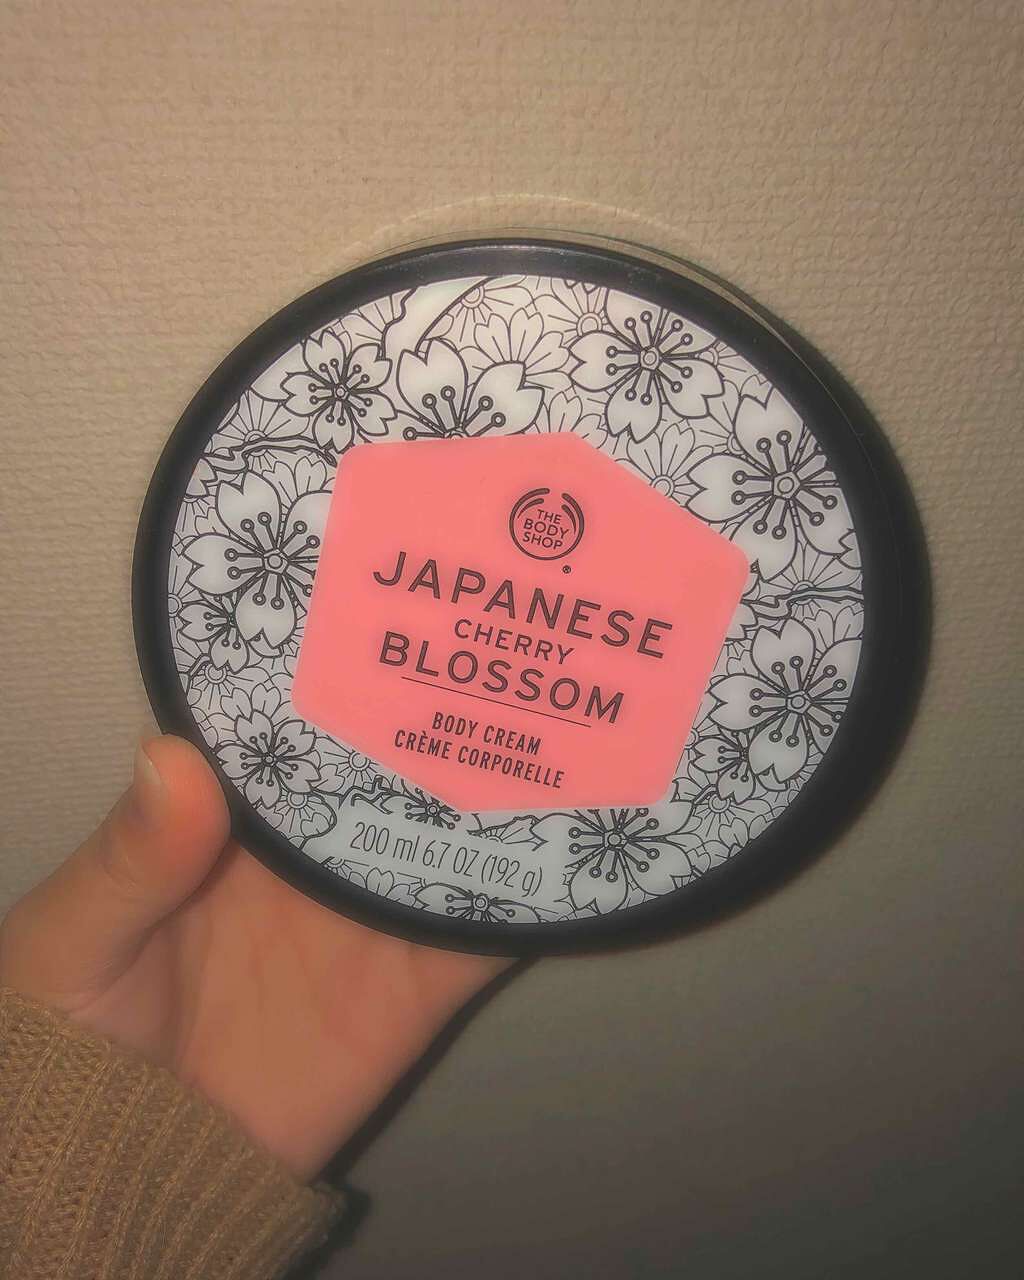 THE
BODY
SHOP
®
JAPANESE
CHERRY
BLOSSOM
BODY CREAM
CRÈME CORPORELLE
200 ml 6.7 OZ (192 g)